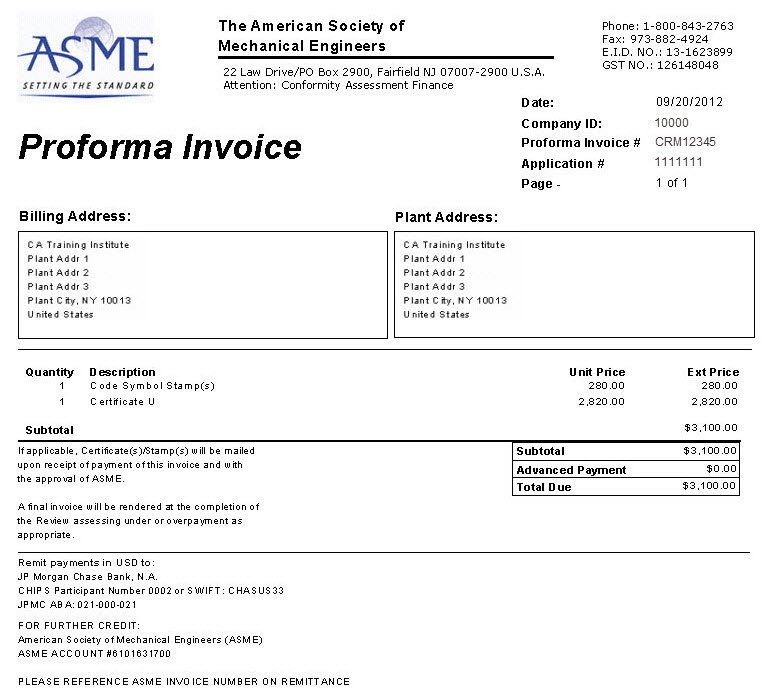 ASME
SETTING THE STANDARD
The American Society of
Mechanical Engineers
22 Law Drive/PO Box 2900, Fairfield NJ 07007-2900 U.S.A.
Attention: Conformity Assessment Finance
Phone: 1-800-843-2763
Fax: 973-882-4924
E.I.D. NO.: 13-1623899
GST NO.: 126148048
Proforma Invoice
Date: 09/20/2012
Company ID: 10000
Proforma Invoice # CRM12345
Application # 1111111
Page - 1 of 1
Billing Address:
CA Training Institute
Plant Addr 1
Plant Addr 2
Plant Addr 3
Plant City, NY 10013
United States
Plant Address:
CA Training Institute
Plant Addr 1
Plant Addr 2
Plant Addr 3
Plant City, NY 10013
United States
Quantity Description Unit Price Ext Price
1 Code Symbol Stamp(s) 280.00 280.00
1 Certificate U 2,820.00 2,820.00
Subtotal $3,100.00
If applicable, Certificate(s)/Stamp(s) will be mailed
upon receipt of payment of this invoice and with
the approval of ASME.
A final invoice will be rendered at the completion of
the Review assessing under or overpayment as
appropriate.
Subtotal $3,100.00
Advanced Payment $0.00
Total Due $3,100.00
Remit payments in USD to:
JP Morgan Chase Bank, N.A.
CHIPS Participant Number 0002 or SWIFT: CHASUS33
JPMC ABA: 021-000-021
FOR FURTHER CREDIT:
American Society of Mechanical Engineers (ASME)
ASME ACCOUNT #6101631700
PLEASE REFERENCE ASME INVOICE NUMBER ON REMITTANCE